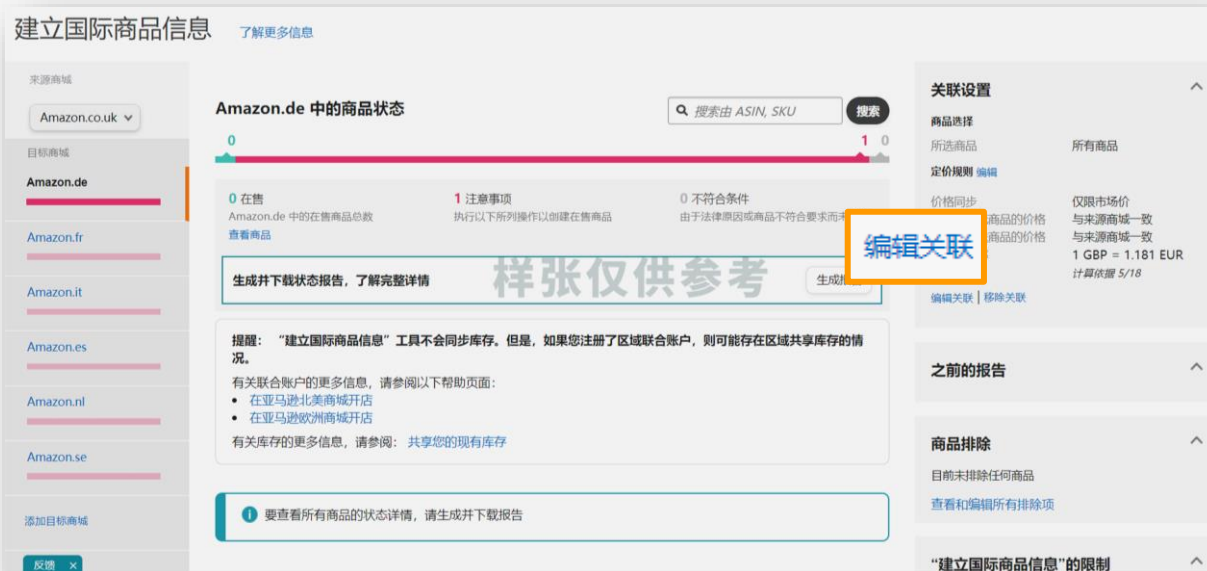 建立国际商品信息 了解更多信息
来源商城
Amazon.co.uk
目标商城
Amazon.de
Amazon.fr
Amazon.it
Amazon.es
Amazon.nl
Amazon.se
添加目标商城
反馈 ×
Amazon.de 中的商品状态
搜索由 ASIN, SKU
搜索
0
1 0
0 在售
Amazon.de 中的在售商品总数
查看商品
1 注意事项
执行以下所列操作以创建在售商品
0 不符合条件
由于法律原因或商品不符合要求而未
生成并下载状态报告，了解完整详情
生成报
样张仅供参考
编辑关联
提醒： “建立国际商品信息”工具不会同步库存。但是，如果您注册了区域联合账户，则可能存在区域共享库存的情
况。
有关联合账户的更多信息，请参阅以下帮助页面：
• 在亚马逊北美商城开店
• 在亚马逊欧洲商城开店
有关库存的更多信息，请参阅： 共享您的现有库存
要查看所有商品的状态详情，请生成并下载报告
关联设置
商品选择
所选商品 所有商品
定价规则 编辑
价格同步 仅限市场价
商品的价格 与来源商城一致
商品的价格 与来源商城一致
1 GBP = 1.181 EUR
计算依据 5/18
编辑关联 | 移除关联
之前的报告
商品排除
目前未排除任何商品
查看和编辑所有排除项
“建立国际商品信息”的限制